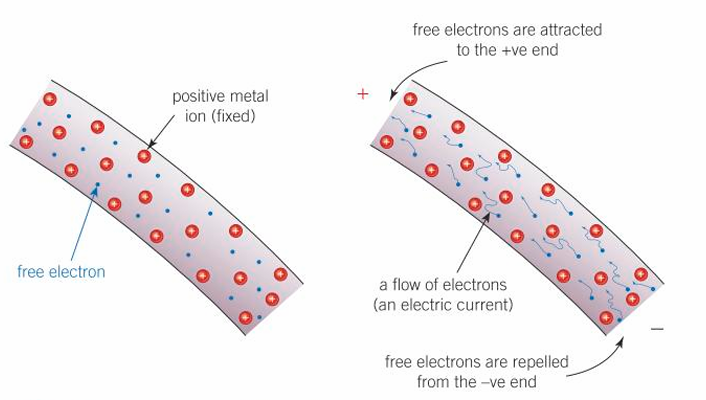 free electrons are attracted
to the +ve end
positive metal
ion (fixed)
+
free electron
a flow of electrons
(an electric current)
−
free electrons are repelled
from the –ve end